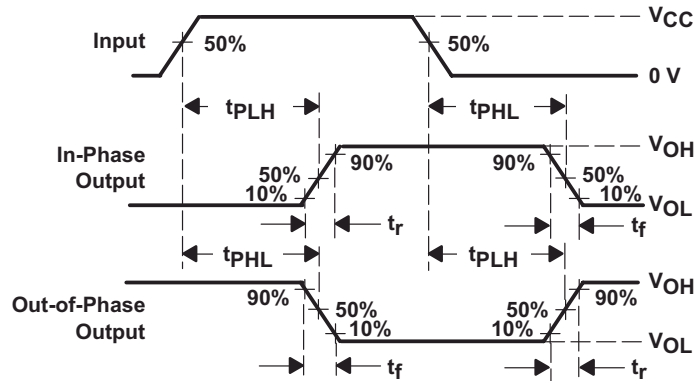 VCC
Input
50%
50%
0 V
tPLH
tPHL
In-Phase
Output
VOH
50%
10%
90%
90%
50%
10%
VOL
tr
tf
tPHL
tPLH
Out-of-Phase
Output
VOH
90%
50%
10%
50%
10%
90%
VOL
tf
tr